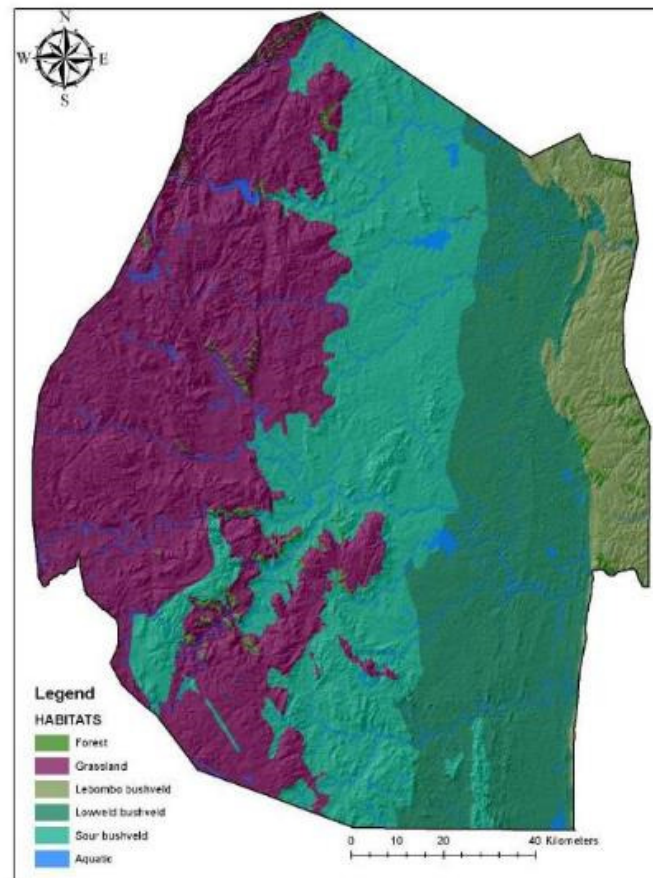 N
W E
S
Legend
HABITATS
Forest
Grassland
Lebombo bushveld
Lowveld bushveld
Sour bushveld
Aquatic
0 10 20 40 Kilometers